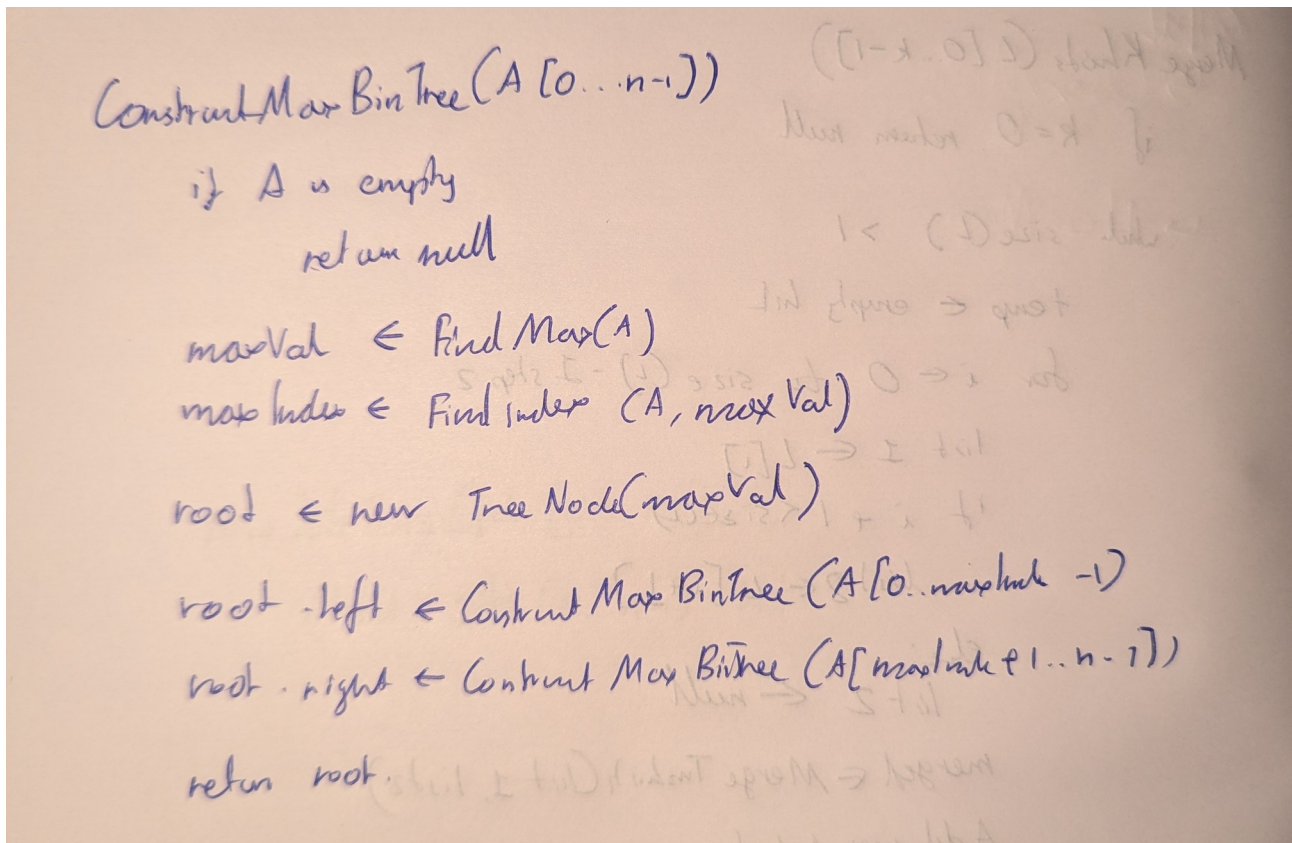 ConstructMaxBinTree(A[0...n-1])
if A is empty
return null
maxVal ← FindMax(A)
maxIndex ← FindIndex (A, maxVal)
root ← new TreeNode(maxVal)
root.left ← ConstructMaxBinTree (A[0..maxIndex -1)
root.right ← ConstructMaxBinTree (A[maxIndex+1..n-1]))
return root.